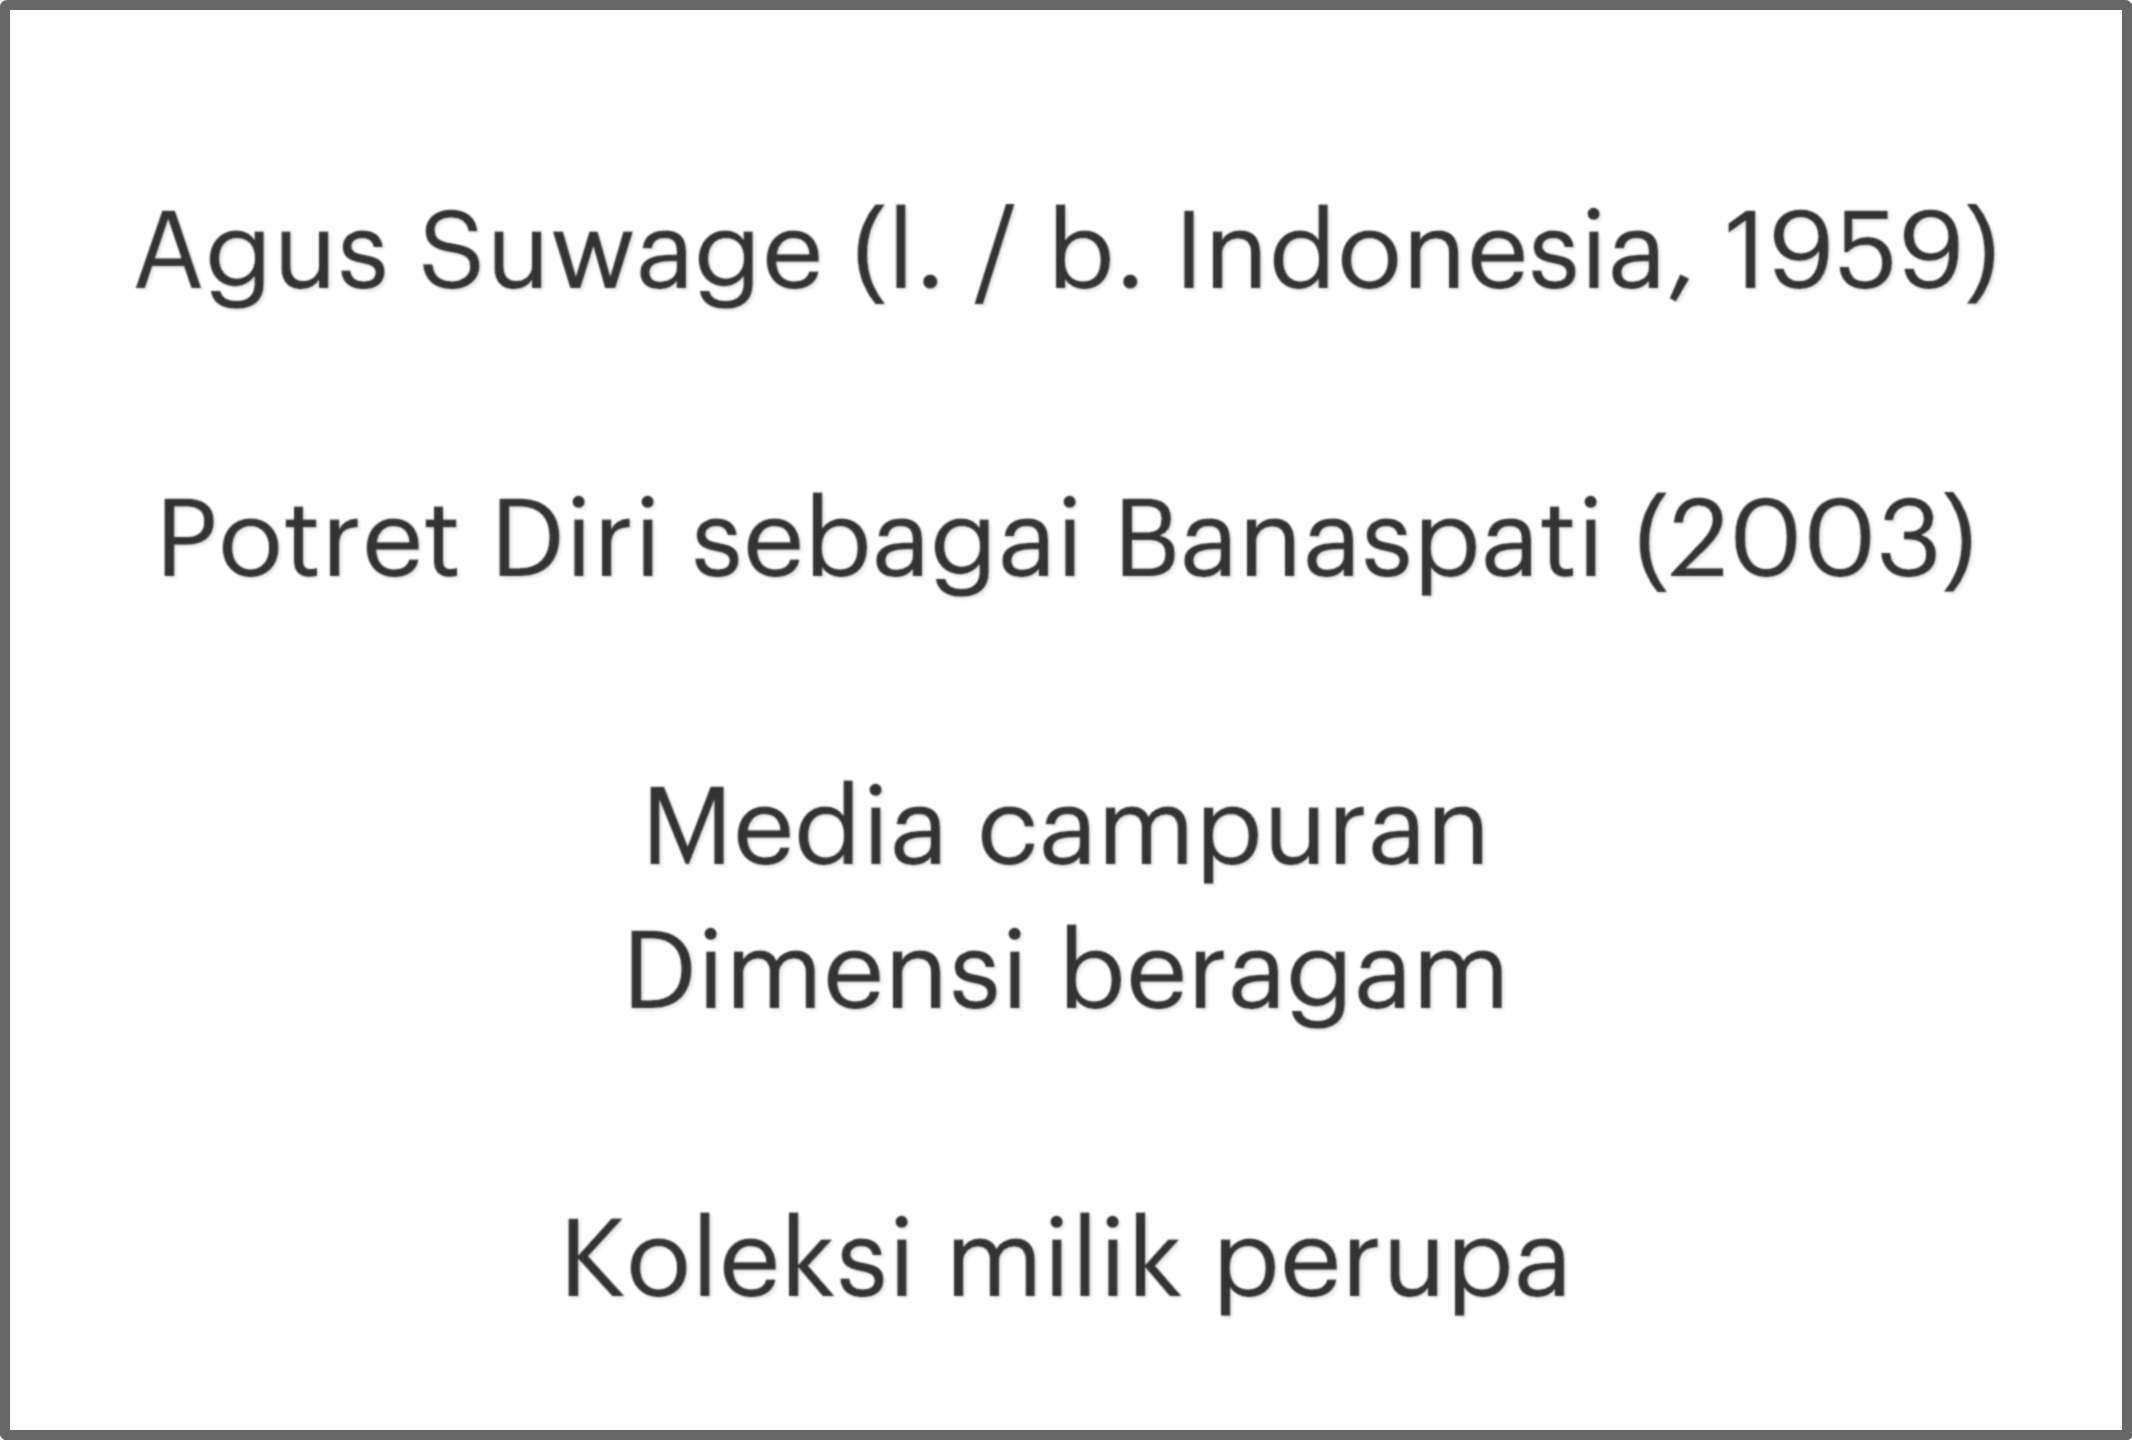 Agus Suwage (l. / b. Indonesia, 1959)
Potret Diri sebagai Banaspati (2003)
Media campuran
Dimensi beragam
Koleksi milik perupa